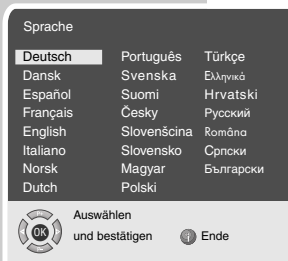 Sprache
Deutsch Português Türkçe
Dansk Svenska Ελληνικά
Español Suomi Hrvatski
Français Česky Русский
English Slovenščina Româna
Italiano Slovensko Српски
Norsk Magyar Български
Dutch Polski
Auswählen
OK und bestätigen i Ende